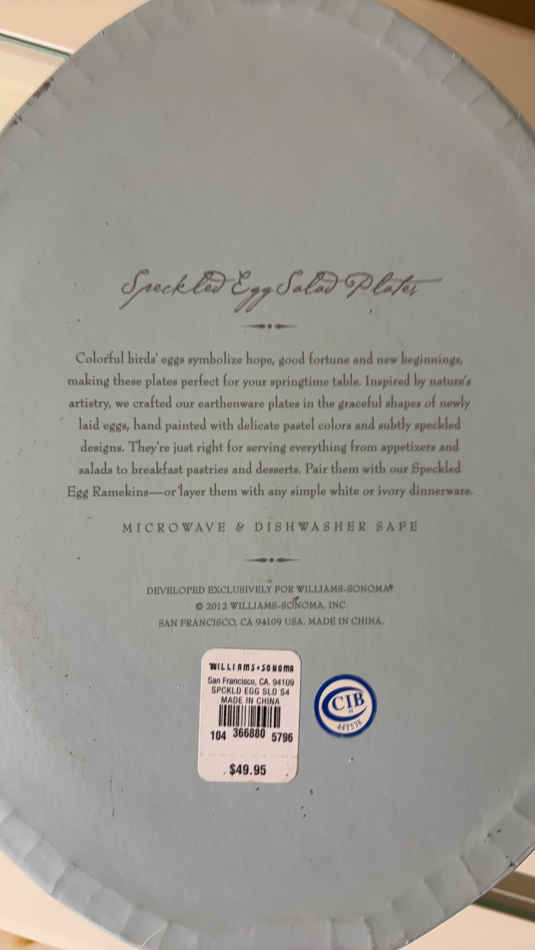 Speckled Egg Salad Plates
Colorful birds' eggs symbolize hope, good fortune and new beginnings,
making these plates perfect for your springtime table. Inspired by nature's
artistry, we crafted our earthenware plates in the graceful shapes of newly
laid eggs, hand painted with delicate pastel colors and subtly speckled
designs. They're just right for serving everything from appetizers and
salads to breakfast pastries and desserts. Pair them with our Speckled
Egg Ramekins—or layer them with any simple white or ivory dinnerware.
MICROWAVE & DISHWASHER SAFE
DEVELOPED EXCLUSIVELY FOR WILLIAMS-SONOMA®
© 2012 WILLIAMS-SONOMA, INC.
SAN FRANCISCO, CA 94109 USA. MADE IN CHINA.
WILLIAMS-SONOMA
San Francisco, CA. 94109
SPCKLD EGG SLD S4
MADE IN CHINA
104 366880 5796
$49.95
CIB